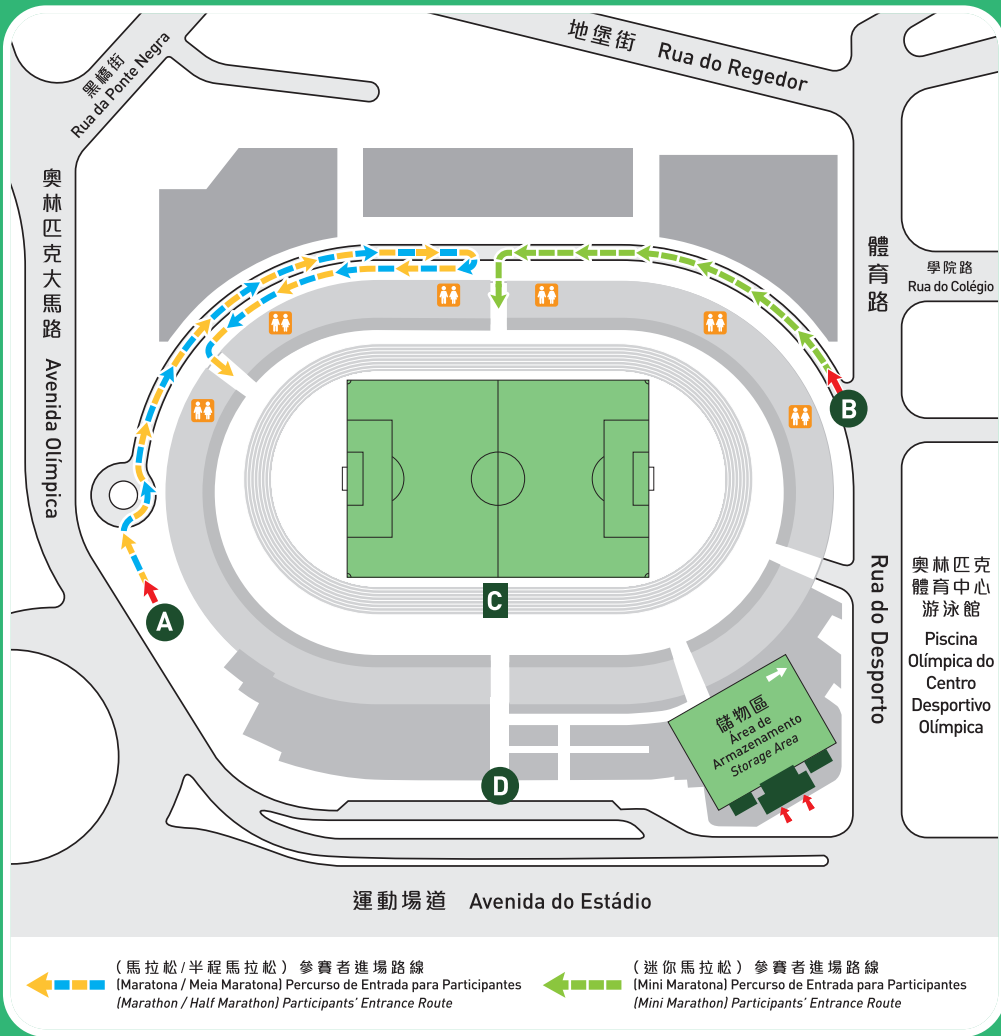 地堡街 Rua do Regedor
黑橋街
Rua da Ponte Negra
奧林匹克大馬路 Avenida Olímpica
體育路
Rua do Desporto
學院路
Rua do Colégio
B
A
C
D
奧林匹克
體育中心
游泳館
Piscina
Olímpica do
Centro
Desportivo
Olímpica
儲物區
Área de
Armazenamento
Storage Area
運動場道 Avenida do Estádio
(馬拉松/半程馬拉松)參賽者進場路線
(Maratona / Meia Maratona) Percurso de Entrada para Participantes
(Marathon / Half Marathon) Participants' Entrance Route
(迷你馬拉松)參賽者進場路線
(Mini Maratona) Percurso de Entrada para Participantes
(Mini Marathon) Participants' Entrance Route